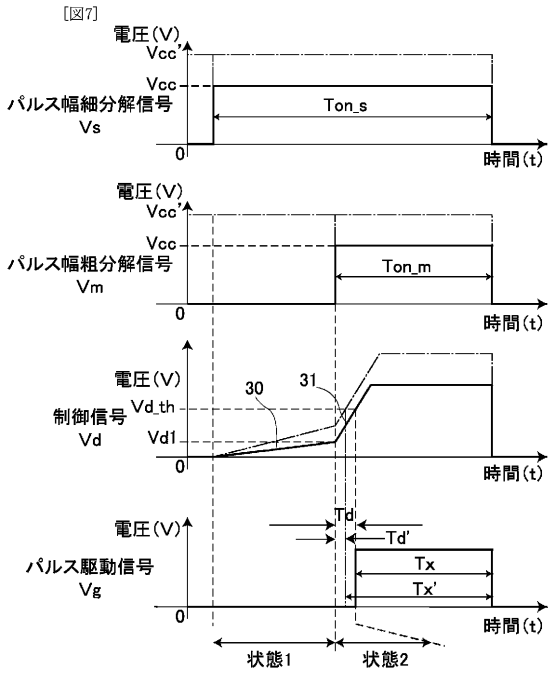 [図7]
電圧(V)
Vcc'
Vcc
パルス幅細分解信号
Vs
Ton_s
0
時間(t)
電圧(V)
Vcc'
Vcc
パルス幅粗分解信号
Vm
Ton_m
0
時間(t)
電圧(V)
30
31
Vd_th
制御信号
Vd
Vd1
0
時間(t)
電圧(V)
Td
Td'
パルス駆動信号
Vg
Tx
Tx'
0
時間(t)
状態1
状態2